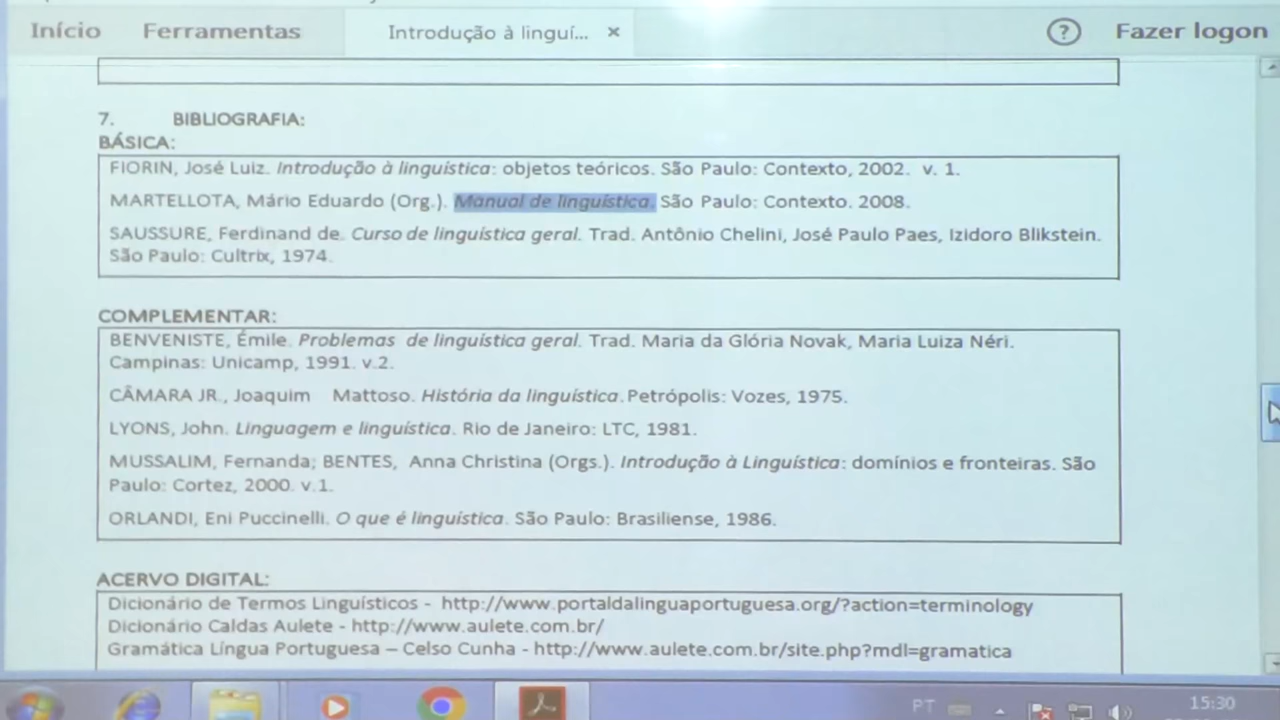 Início Ferramentas Introdução à linguí... × ? Fazer logon
7. BIBLIOGRAFIA:
BÁSICA:
FIORIN, José Luiz. Introdução à linguística: objetos teóricos. São Paulo: Contexto, 2002. v. 1.
MARTELLOTA, Mário Eduardo (Org.). Manual de linguística. São Paulo: Contexto. 2008.
SAUSSURE, Ferdinand de. Curso de linguística geral. Trad. Antônio Chelini, José Paulo Paes, Izidoro Blikstein.
São Paulo: Cultrix, 1974.
COMPLEMENTAR:
BENVENISTE, Émile. Problemas de linguística geral. Trad. Maria da Glória Novak, Maria Luiza Néri.
Campinas: Unicamp, 1991. v.2.
CÂMARA JR., Joaquim Mattoso. História da linguística. Petrópolis: Vozes, 1975.
LYONS, John. Linguagem e linguística. Rio de Janeiro: LTC, 1981.
MUSSALIM, Fernanda; BENTES, Anna Christina (Orgs.). Introdução à Linguística: domínios e fronteiras. São
Paulo: Cortez, 2000. v.1.
ORLANDI, Eni Puccinelli. O que é linguística. São Paulo: Brasiliense, 1986.
ACERVO DIGITAL:
Dicionário de Termos Linguísticos - http://www.portaldalinguaportuguesa.org/?action=terminology
Dicionário Caldas Aulete - http://www.aulete.com.br/
Gramática Língua Portuguesa – Celso Cunha - http://www.aulete.com.br/site.php?mdl=gramatica
PT 15:30